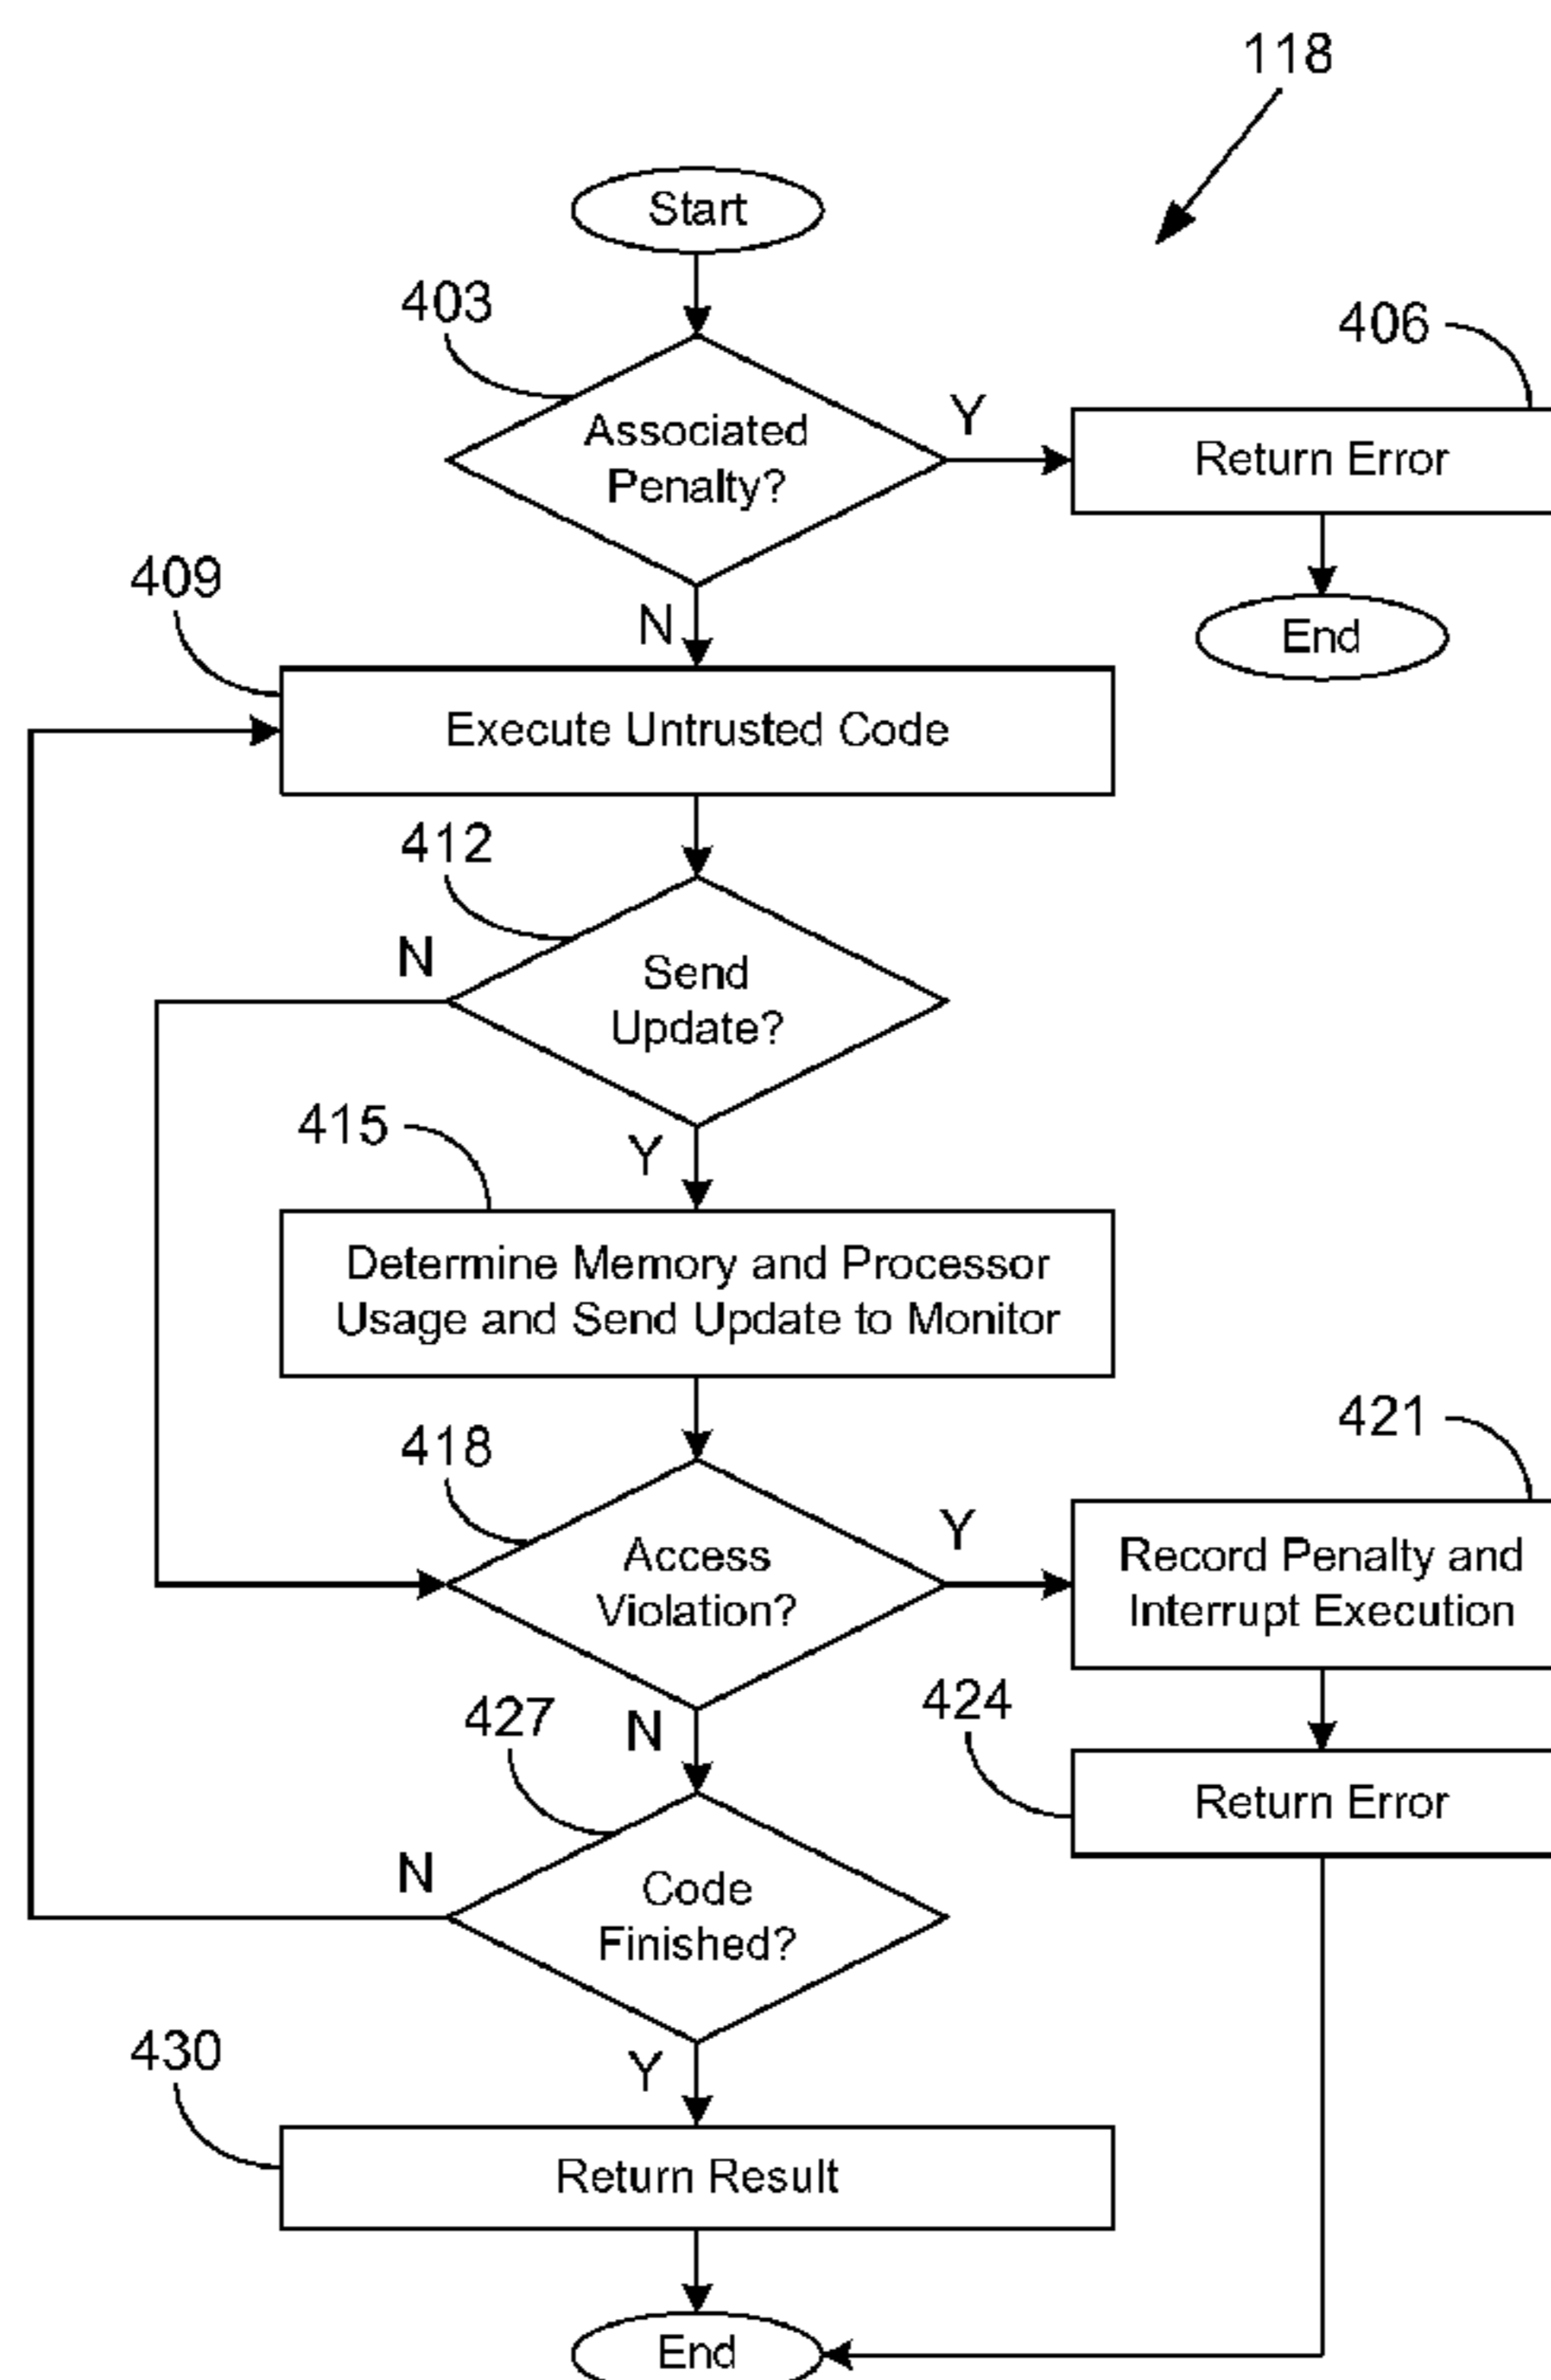 118
Start
403
406
Associated
Penalty?
Y
Return Error
End
N
409
Execute Untrusted Code
412
N
Send
Update?
Y
415
Determine Memory and Processor
Usage and Send Update to Monitor
418
421
Access
Violation?
Y
Record Penalty and
Interrupt Execution
N
427
424
Return Error
N
Code
Finished?
Y
430
Return Result
End